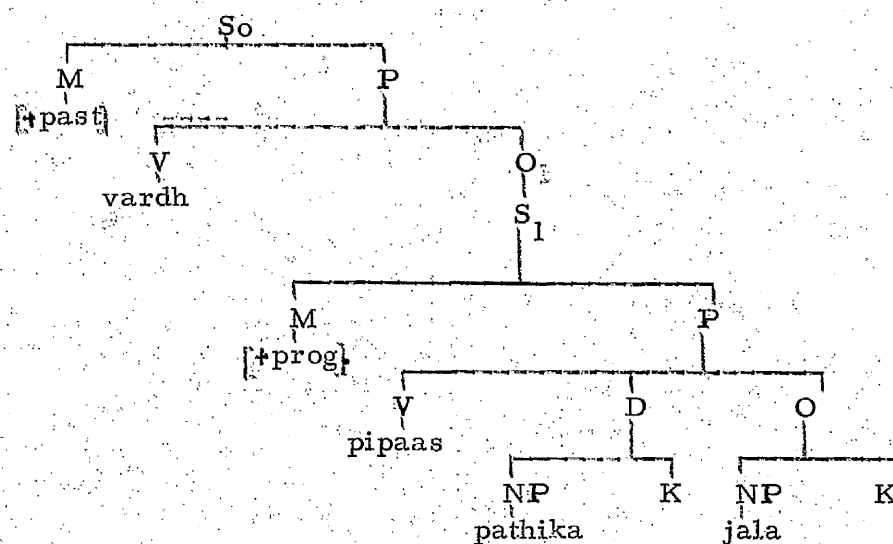 So
M P
[+past]
V O
vardh
S1
M P
[+prog]
V D O
pipaas
NP K NP K
pathika jala